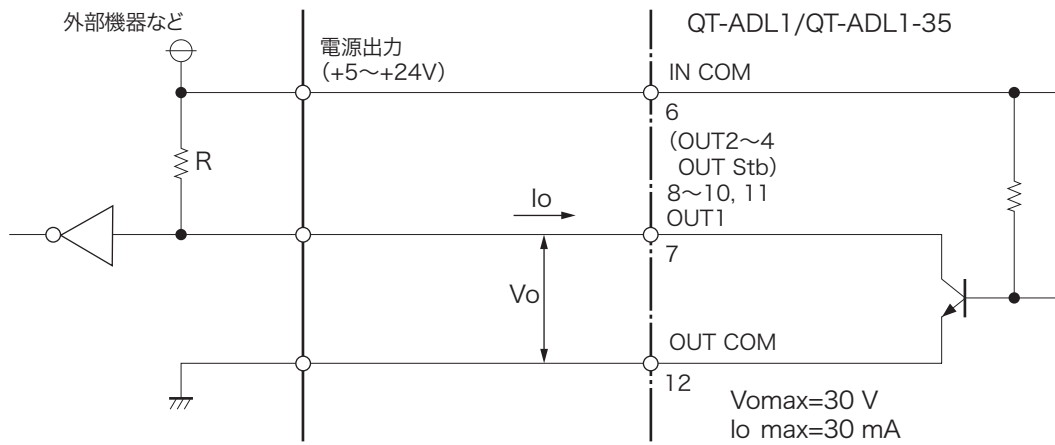 外部機器など
電源出力
(+5〜+24V)
QT-ADL1/QT-ADL1-35
IN COM
6
(OUT2〜4
OUT Stb)
8〜10, 11
OUT1
7
R
Io
Vo
OUT COM
12
Vomax=30 V
Io max=30 mA